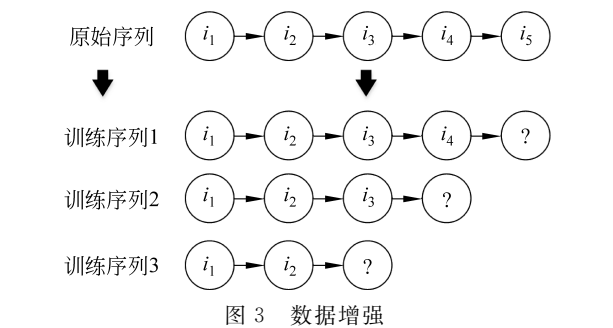 原始序列 i₁ i₂ i₃ i₄ i₅
训练序列1 i₁ i₂ i₃ i₄ ?
训练序列2 i₁ i₂ i₃ ?
训练序列3 i₁ i₂ ?
图 3 数据增强